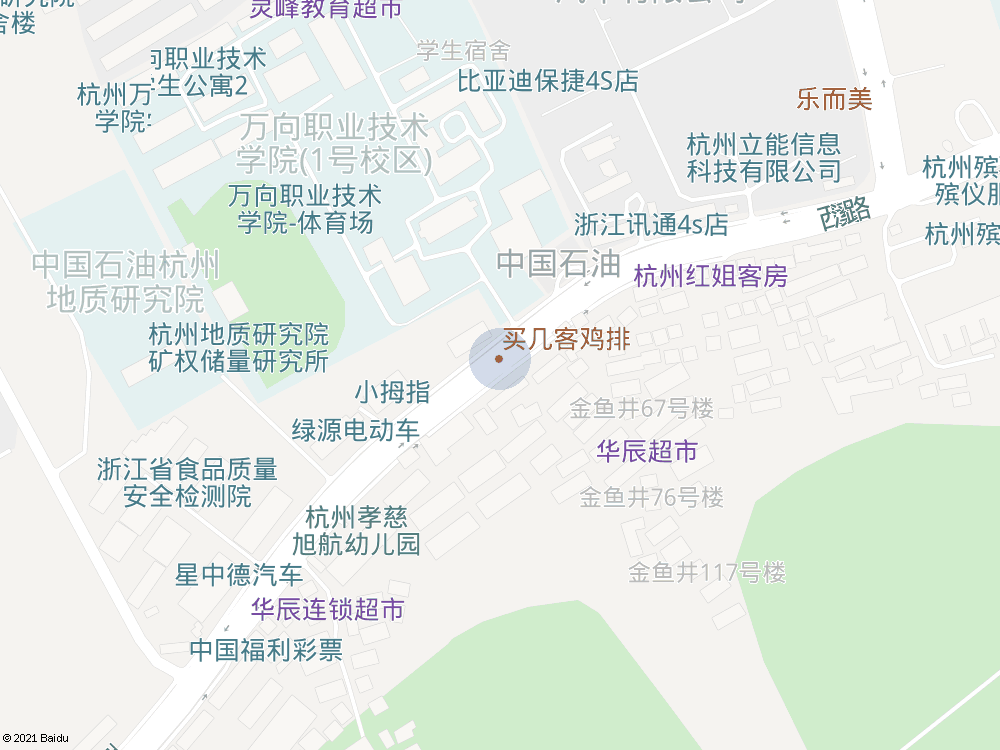 灵峰教育超市
研究院
舍楼
学生宿舍
向职业技术
生公寓2
比亚迪保捷4S店
杭州万
学院
乐而美
万向职业技术
学院(1号校区)
杭州立能信息
科技有限公司
杭州殡
殡仪服
万向职业技术
学院-体育场
西溪路
浙江讯通4s店
杭州殡
中国石油杭州
地质研究院
中国石油
杭州红姐客房
杭州地质研究院
矿权储量研究所
买几客鸡排
小拇指
金鱼井67号楼
绿源电动车
华辰超市
浙江省食品质量
安全检测院
金鱼井76号楼
杭州孝慈
旭航幼儿园
星中德汽车
金鱼井117号楼
华辰连锁超市
中国福利彩票
© 2021 Baidu